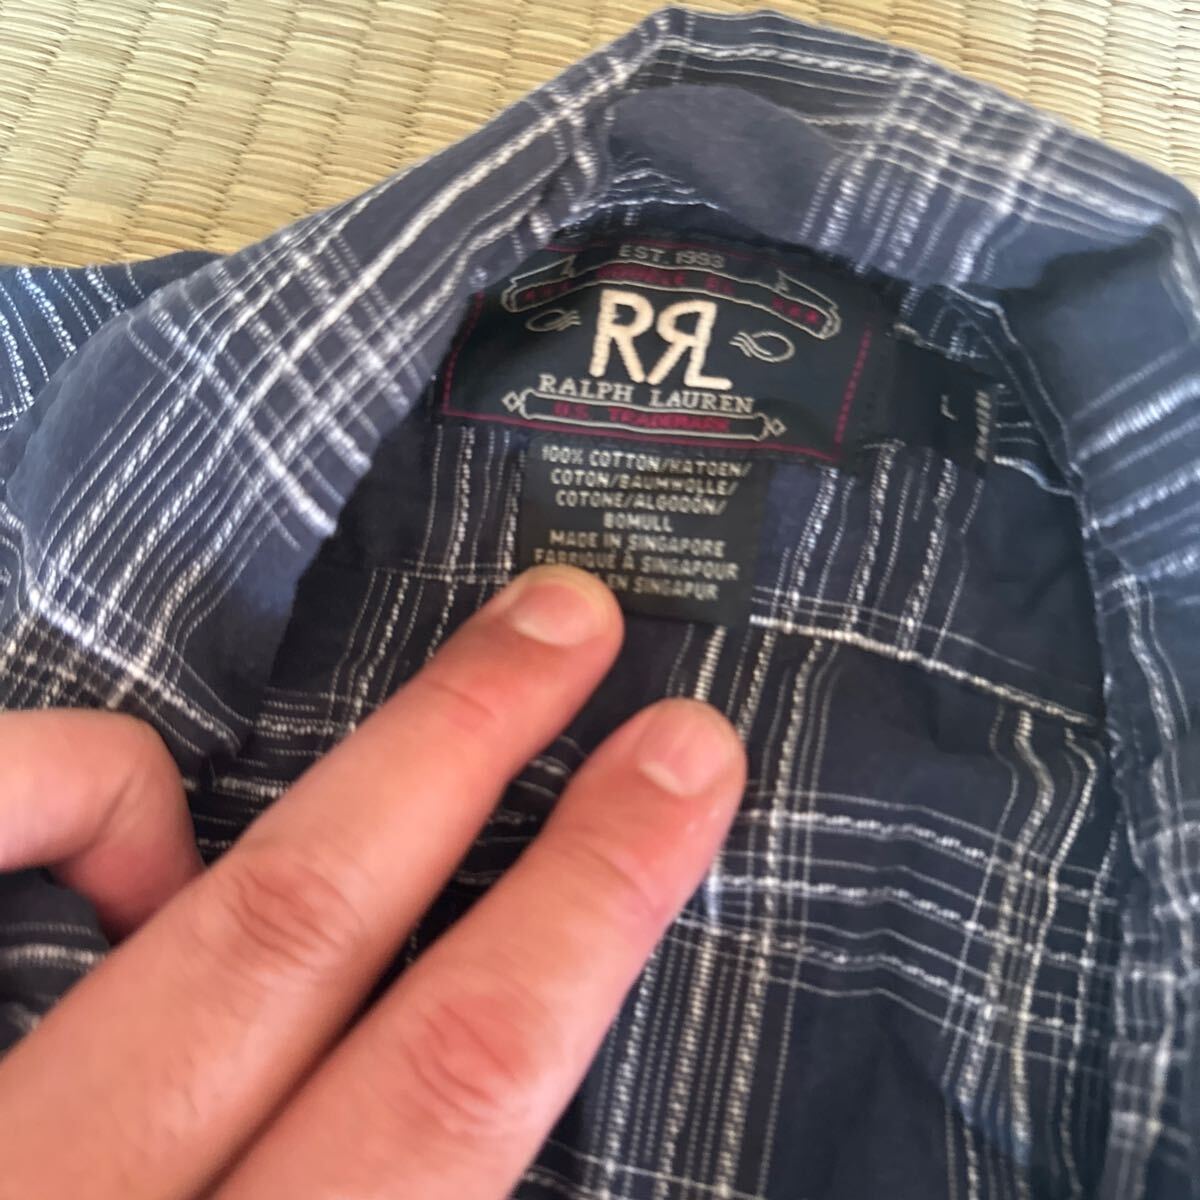 EST. 1993
RRL
RALPH LAUREN
U.S. TRADEMARK
L
100% COTTON/KATOEN/
COTON/BAUMWOLLE/
COTONE/ALGODÓN/
BOMULL
MADE IN SINGAPORE
FABRIQUÉ À SINGAPOUR
EN SINGAPUR